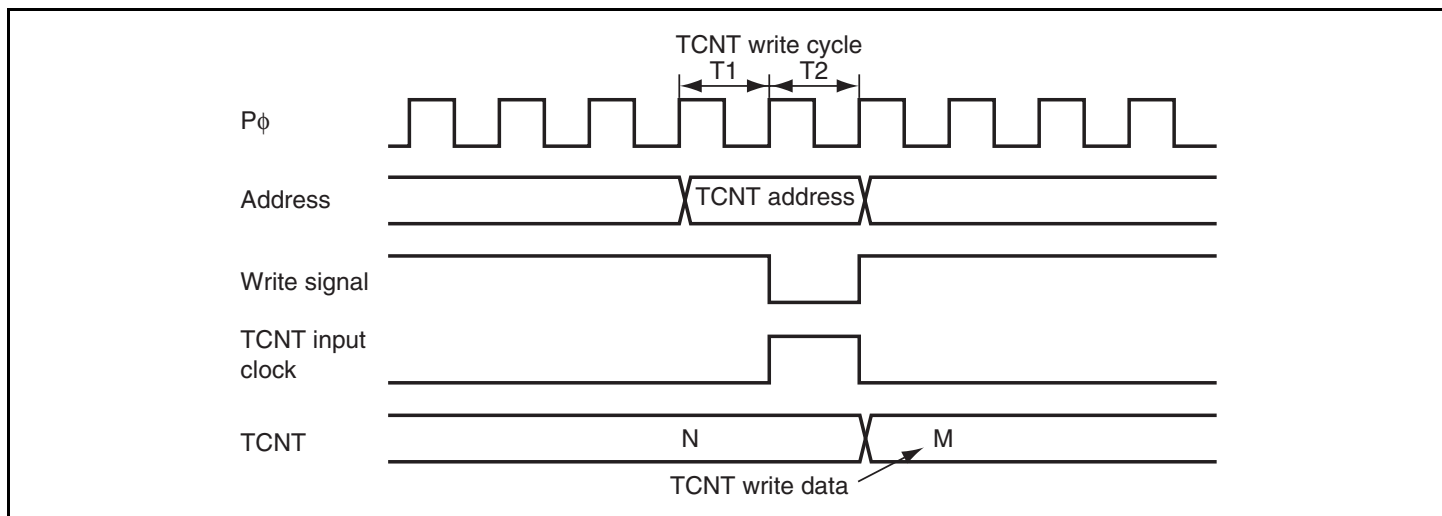 TCNT write cycle
T1 T2
Pϕ
Address
TCNT address
Write signal
TCNT input
clock
TCNT
N
M
TCNT write data